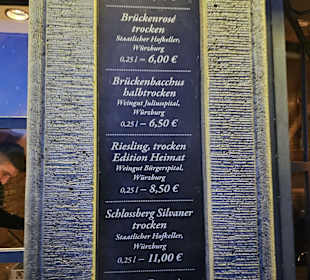 Brückenrosé
trocken
Staatlicher Hofkeller,
Würzburg
0,25 l – 6,00 €
Brückenbacchus
halbtrocken
Weingut Juliusspital,
Würzburg
0,25 l – 6,50 €
Riesling, trocken
Edition Heimat
Weingut Bürgerspital,
Würzburg
0,25 l – 8,50 €
Schlossberg Silvaner
trocken
Staatlicher Hofkeller,
Würzburg
0,25 l – 11,00 €